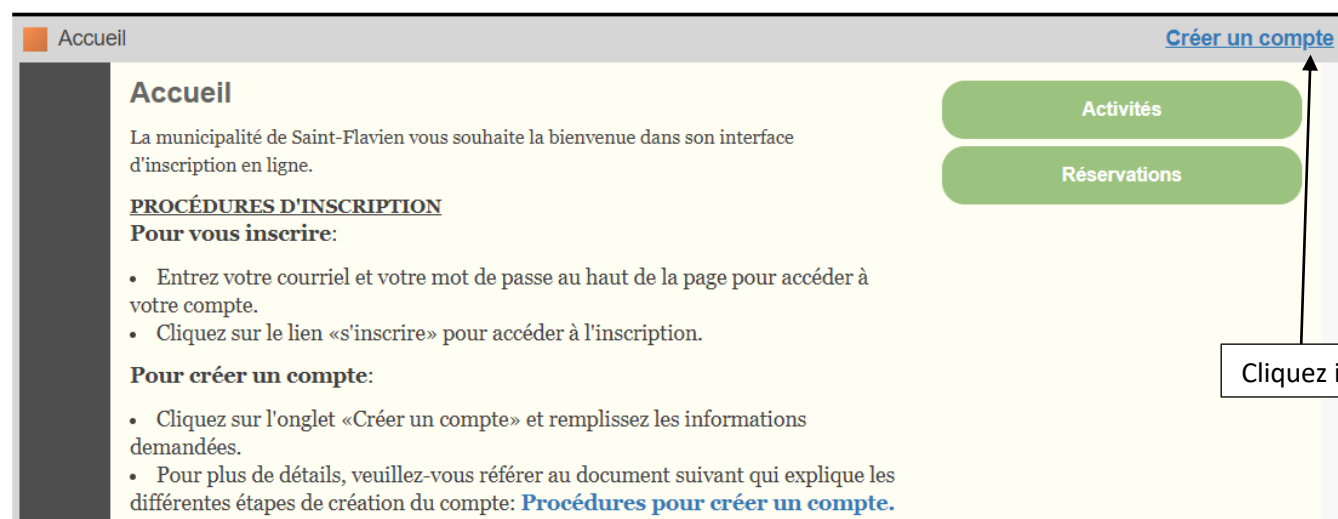 Accueil
Créer un compte
Accueil
La municipalité de Saint-Flavien vous souhaite la bienvenue dans son interface
d'inscription en ligne.
PROCÉDURES D'INSCRIPTION
Pour vous inscrire:
• Entrez votre courriel et votre mot de passe au haut de la page pour accéder à
votre compte.
• Cliquez sur le lien «s'inscrire» pour accéder à l'inscription.
Pour créer un compte:
• Cliquez sur l'onglet «Créer un compte» et remplissez les informations
demandées.
• Pour plus de détails, veuillez-vous référer au document suivant qui explique les
différentes étapes de création du compte: Procédures pour créer un compte.
Activités
Réservations
Cliquez